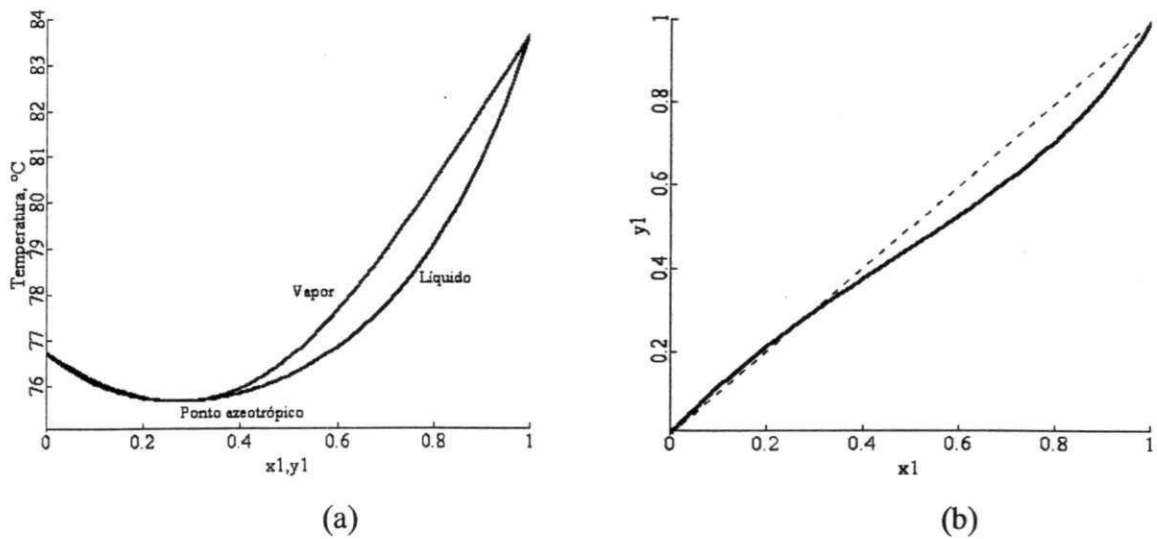 Temperatura, °C
84
83
82
81
80
79
78
77
76
Vapor
Líquido
Ponto azeotrópico
0 0.2 0.4 0.6 0.8 1
x1,y1
(a)
y1
1
0.8
0.6
0.4
0.2
0 0.2 0.4 0.6 0.8 1
x1
(b)